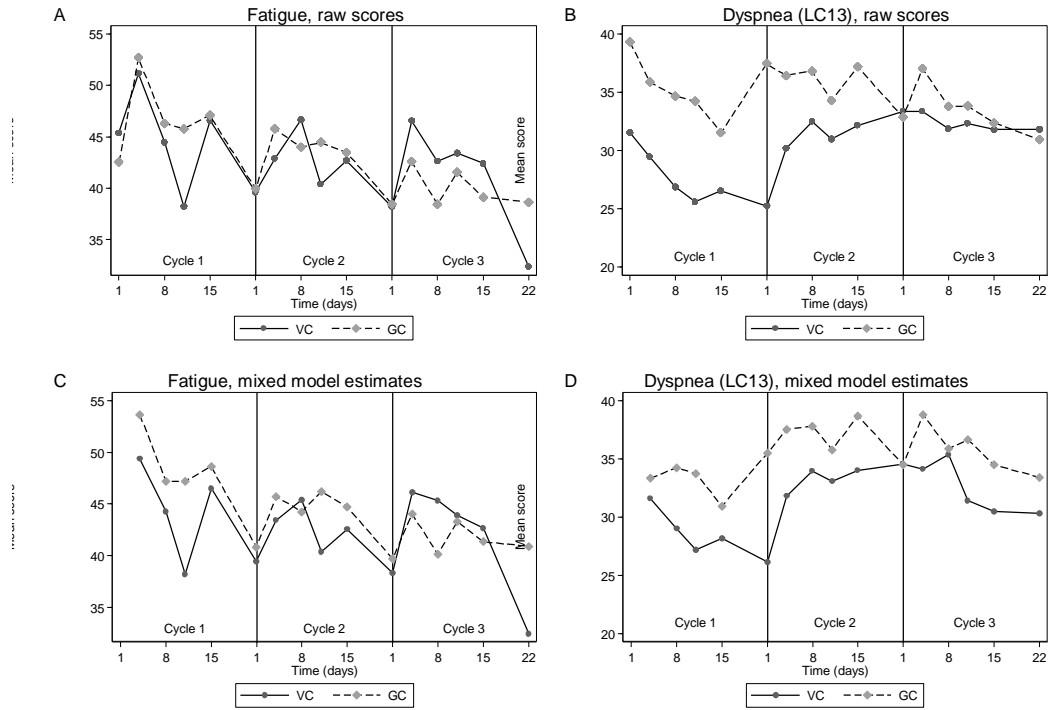 A
Fatigue, raw scores
55
50
45
40
35
Cycle 1
Cycle 2
Cycle 3
1 8 15 1 8 15 1 8 15 22
Time (days)
VC GC
B
Dyspnea (LC13), raw scores
Mean score
40
35
30
25
20
Cycle 1
Cycle 2
Cycle 3
1 8 15 1 8 15 1 8 15 22
Time (days)
VC GC
C
Fatigue, mixed model estimates
55
50
45
40
35
Cycle 1
Cycle 2
Cycle 3
1 8 15 1 8 15 1 8 15 22
Time (days)
VC GC
D
Dyspnea (LC13), mixed model estimates
Mean score
40
35
30
25
20
Cycle 1
Cycle 2
Cycle 3
1 8 15 1 8 15 1 8 15 22
Time (days)
VC GC